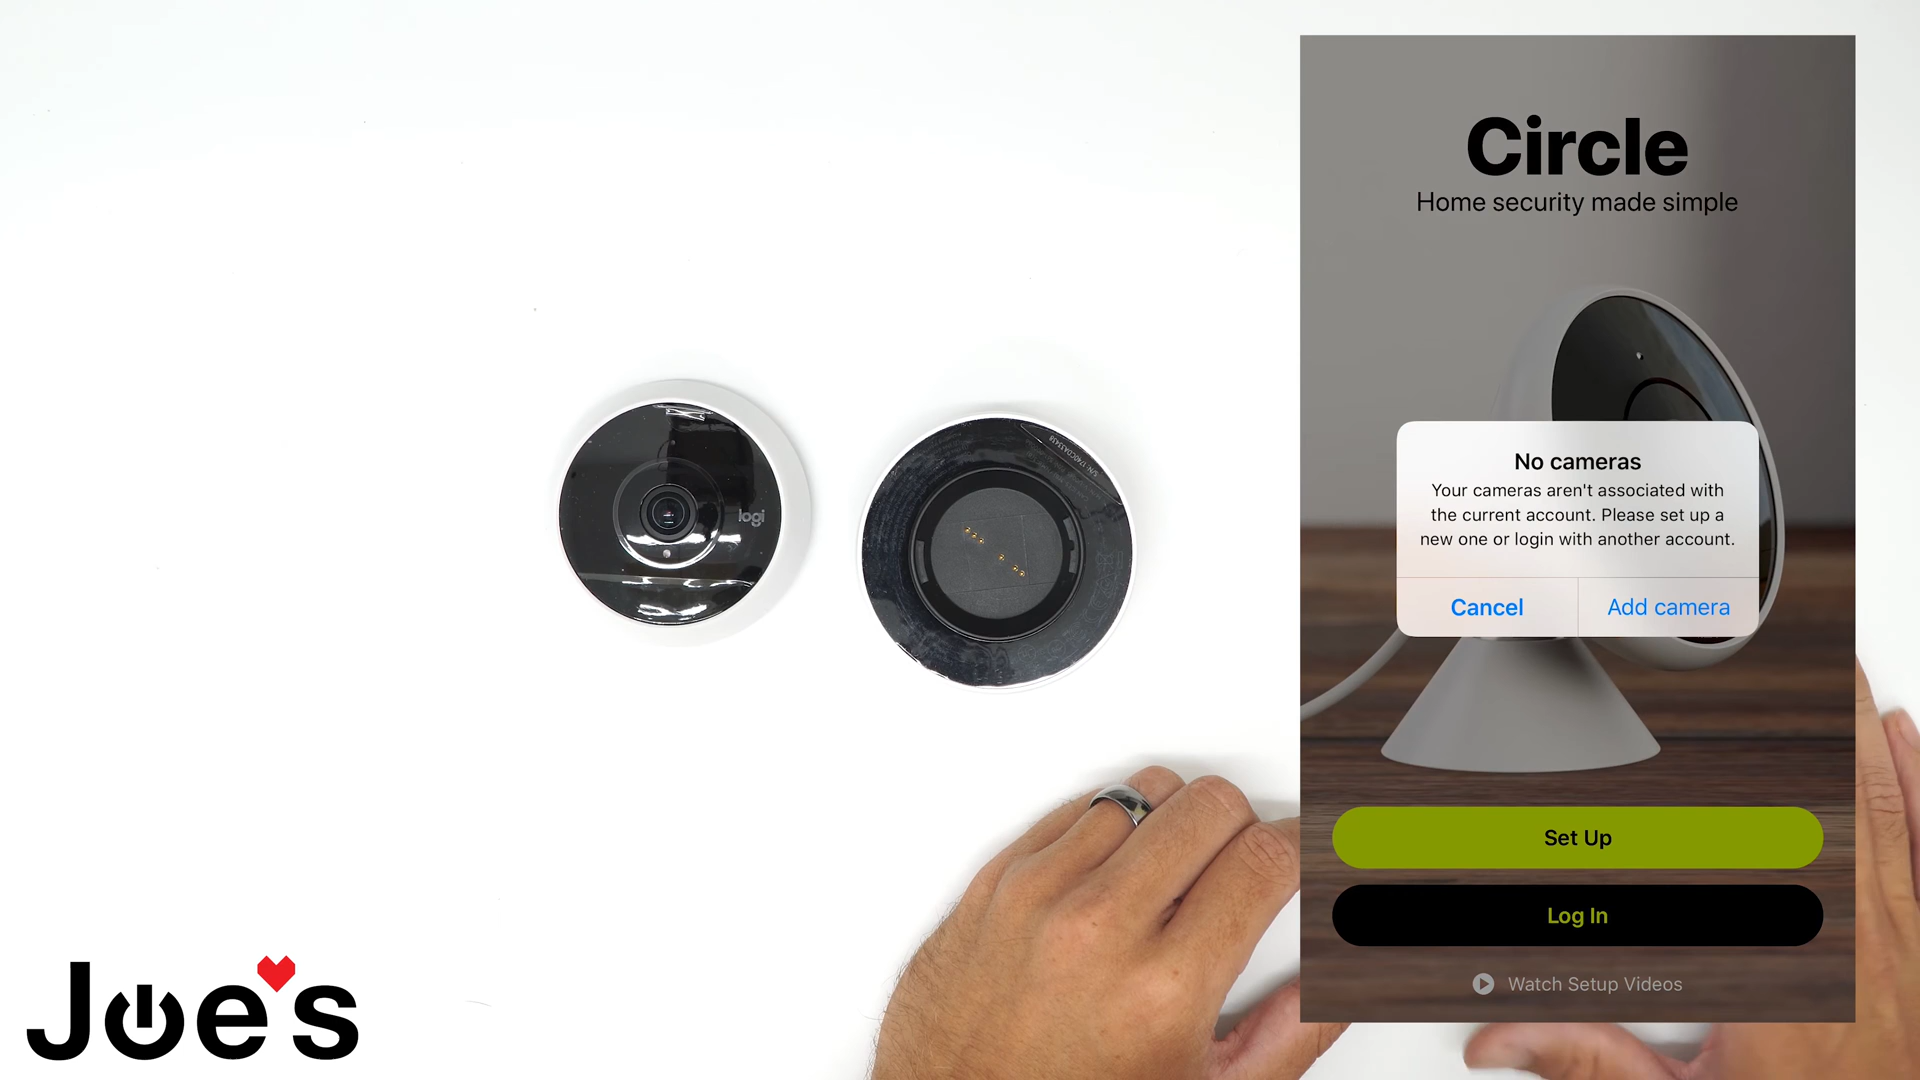 Circle
Home security made simple
No cameras
Your cameras aren't associated with
the current account. Please set up a
new one or login with another account.
Cancel
Add camera
Set Up
Log In
Watch Setup Videos
logi
Joe's